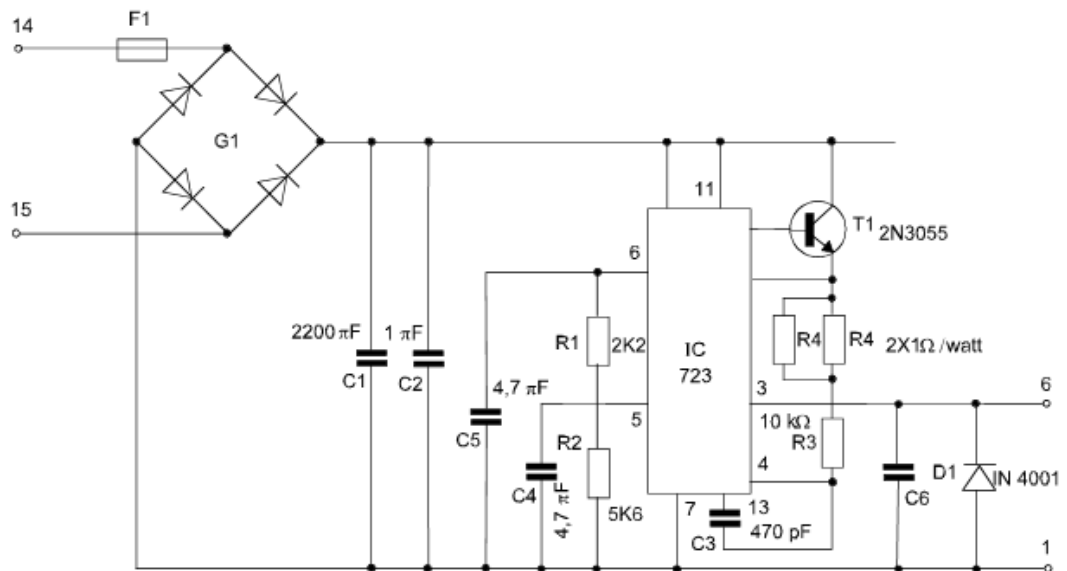 14
F1
G1
15
11
T1
2N3055
6
2200 πF
1 πF
C1
C2
R1
2K2
IC
723
R4
R4
2X1Ω /watt
4,7 πF
C5
5
3
6
10 kΩ
R3
R2
C4
4,7 πF
5K6
4
D1
IN 4001
C6
7
13
C3
470 pF
1